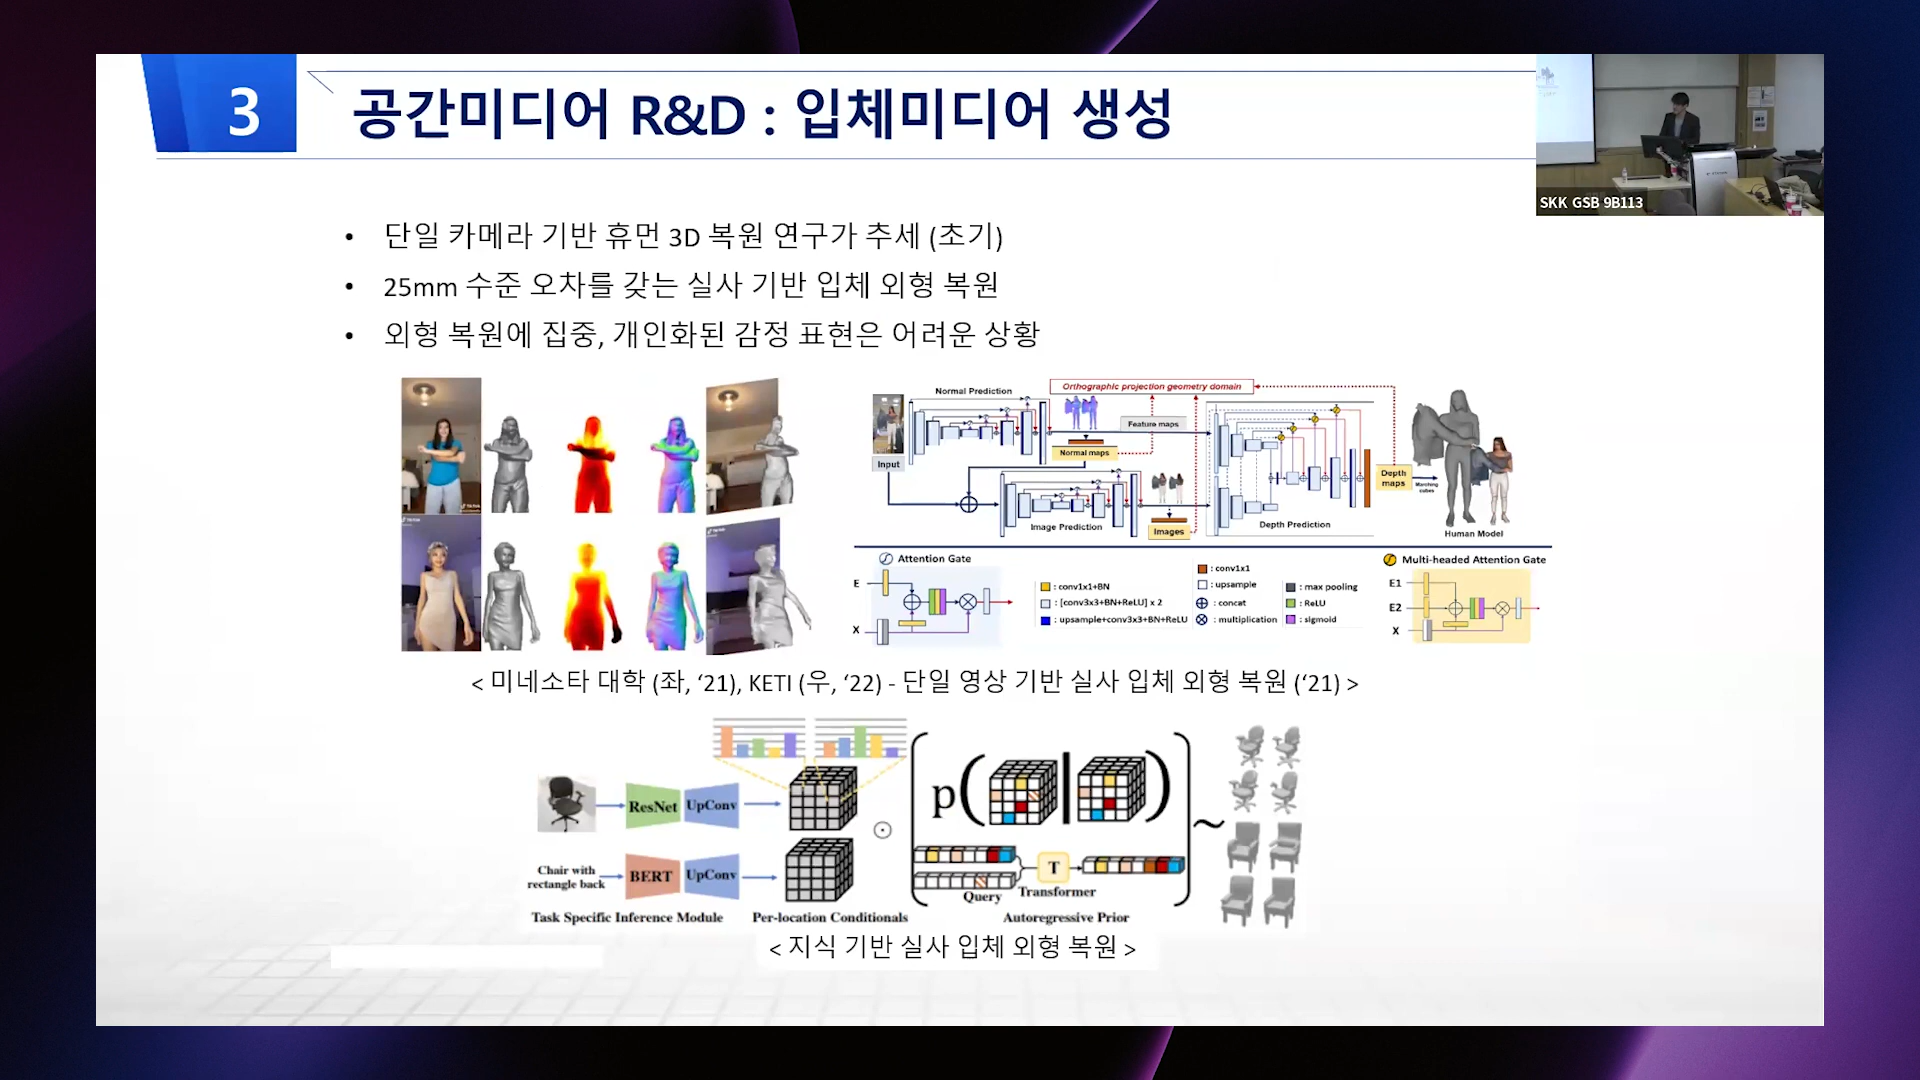 3
공간미디어 R&D : 입체미디어 생성
SKK GSB 9B113
• 단일 카메라 기반 휴먼 3D 복원 연구가 추세 (초기)
• 25mm 수준 오차를 갖는 실사 기반 입체 외형 복원
• 외형 복원에 집중, 개인화된 감정 표현은 어려운 상황
Normal Prediction
Orthographic projection geometry domain
Feature maps
Normal maps
Input
Depth maps
Marching cubes
Image Prediction
Images
Depth Prediction
Human Model
Attention Gate
E
X
: conv1x1+BN
: [conv3x3+BN+ReLU] x 2
: upsample+conv3x3+BN+ReLU
: conv1x1
: upsample
: concat
: multiplication
: max pooling
: ReLU
: sigmoid
Multi-headed Attention Gate
E1
E2
X
< 미네소타 대학 (좌, ‘21), KETI (우, ‘22) - 단일 영상 기반 실사 입체 외형 복원 (‘21) >
ResNet
UpConv
Chair with
rectangle back
BERT
UpConv
p( | )
~
T
Query
Transformer
Task Specific Inference Module
Per-location Conditionals
Autoregressive Prior
< 지식 기반 실사 입체 외형 복원 >